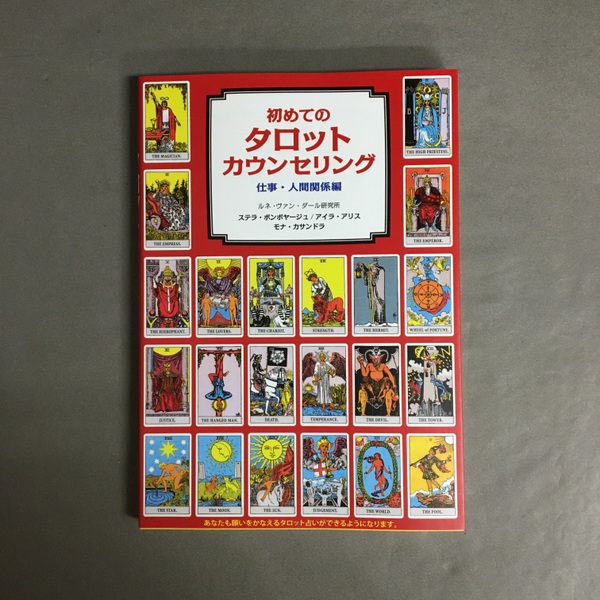 初めての
タロット
カウンセリング
仕事・人間関係編
ルネ・ヴァン・ダール研究所
ステラ・ボンボヤージュ/アイラ・アリス
モナ・カサンドラ
THE MAGICIAN.
THE HIGH PRIESTESS.
THE EMPRESS.
THE EMPEROR.
THE HIEROPHANT.
THE LOVERS.
THE CHARIOT.
STRENGTH.
THE HERMIT.
WHEEL of FORTUNE.
JUSTICE.
THE HANGED MAN.
DEATH.
TEMPERANCE.
THE DEVIL.
THE TOWER.
THE STAR.
THE MOON.
THE SUN.
JUDGEMENT.
THE WORLD.
THE FOOL.
あなたも願いをかなえるタロット占いができるようになります。